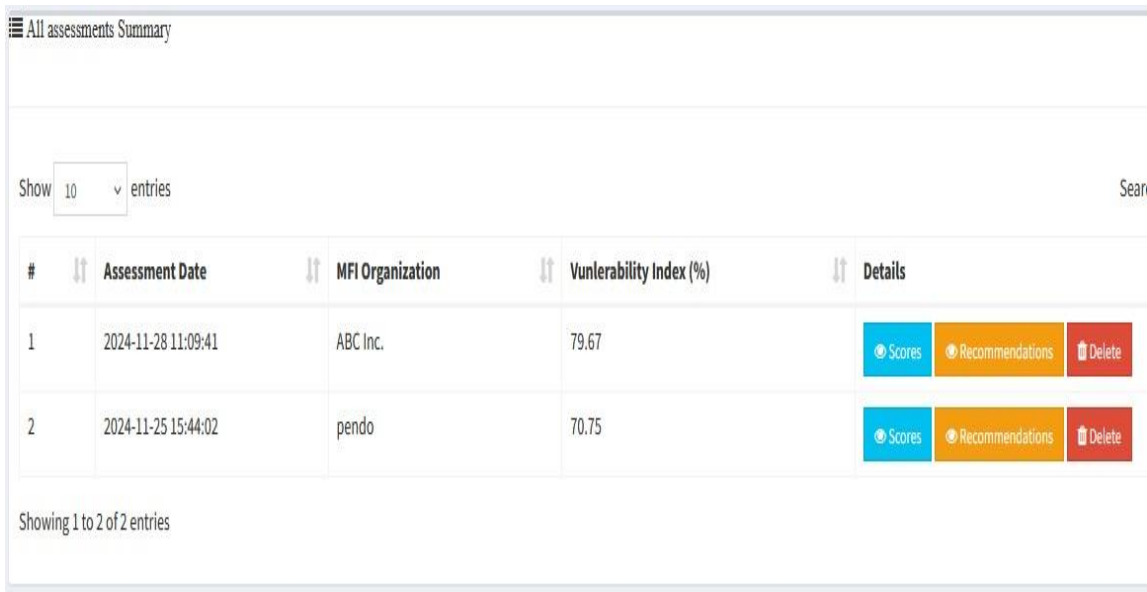 All assessments Summary
Show 10 entries
Sear
# Assessment Date MFI Organization Vunlerability Index (%) Details
1 2024-11-28 11:09:41 ABC Inc. 79.67 Scores Recommendations Delete
2 2024-11-25 15:44:02 pendo 70.75 Scores Recommendations Delete
Showing 1 to 2 of 2 entries